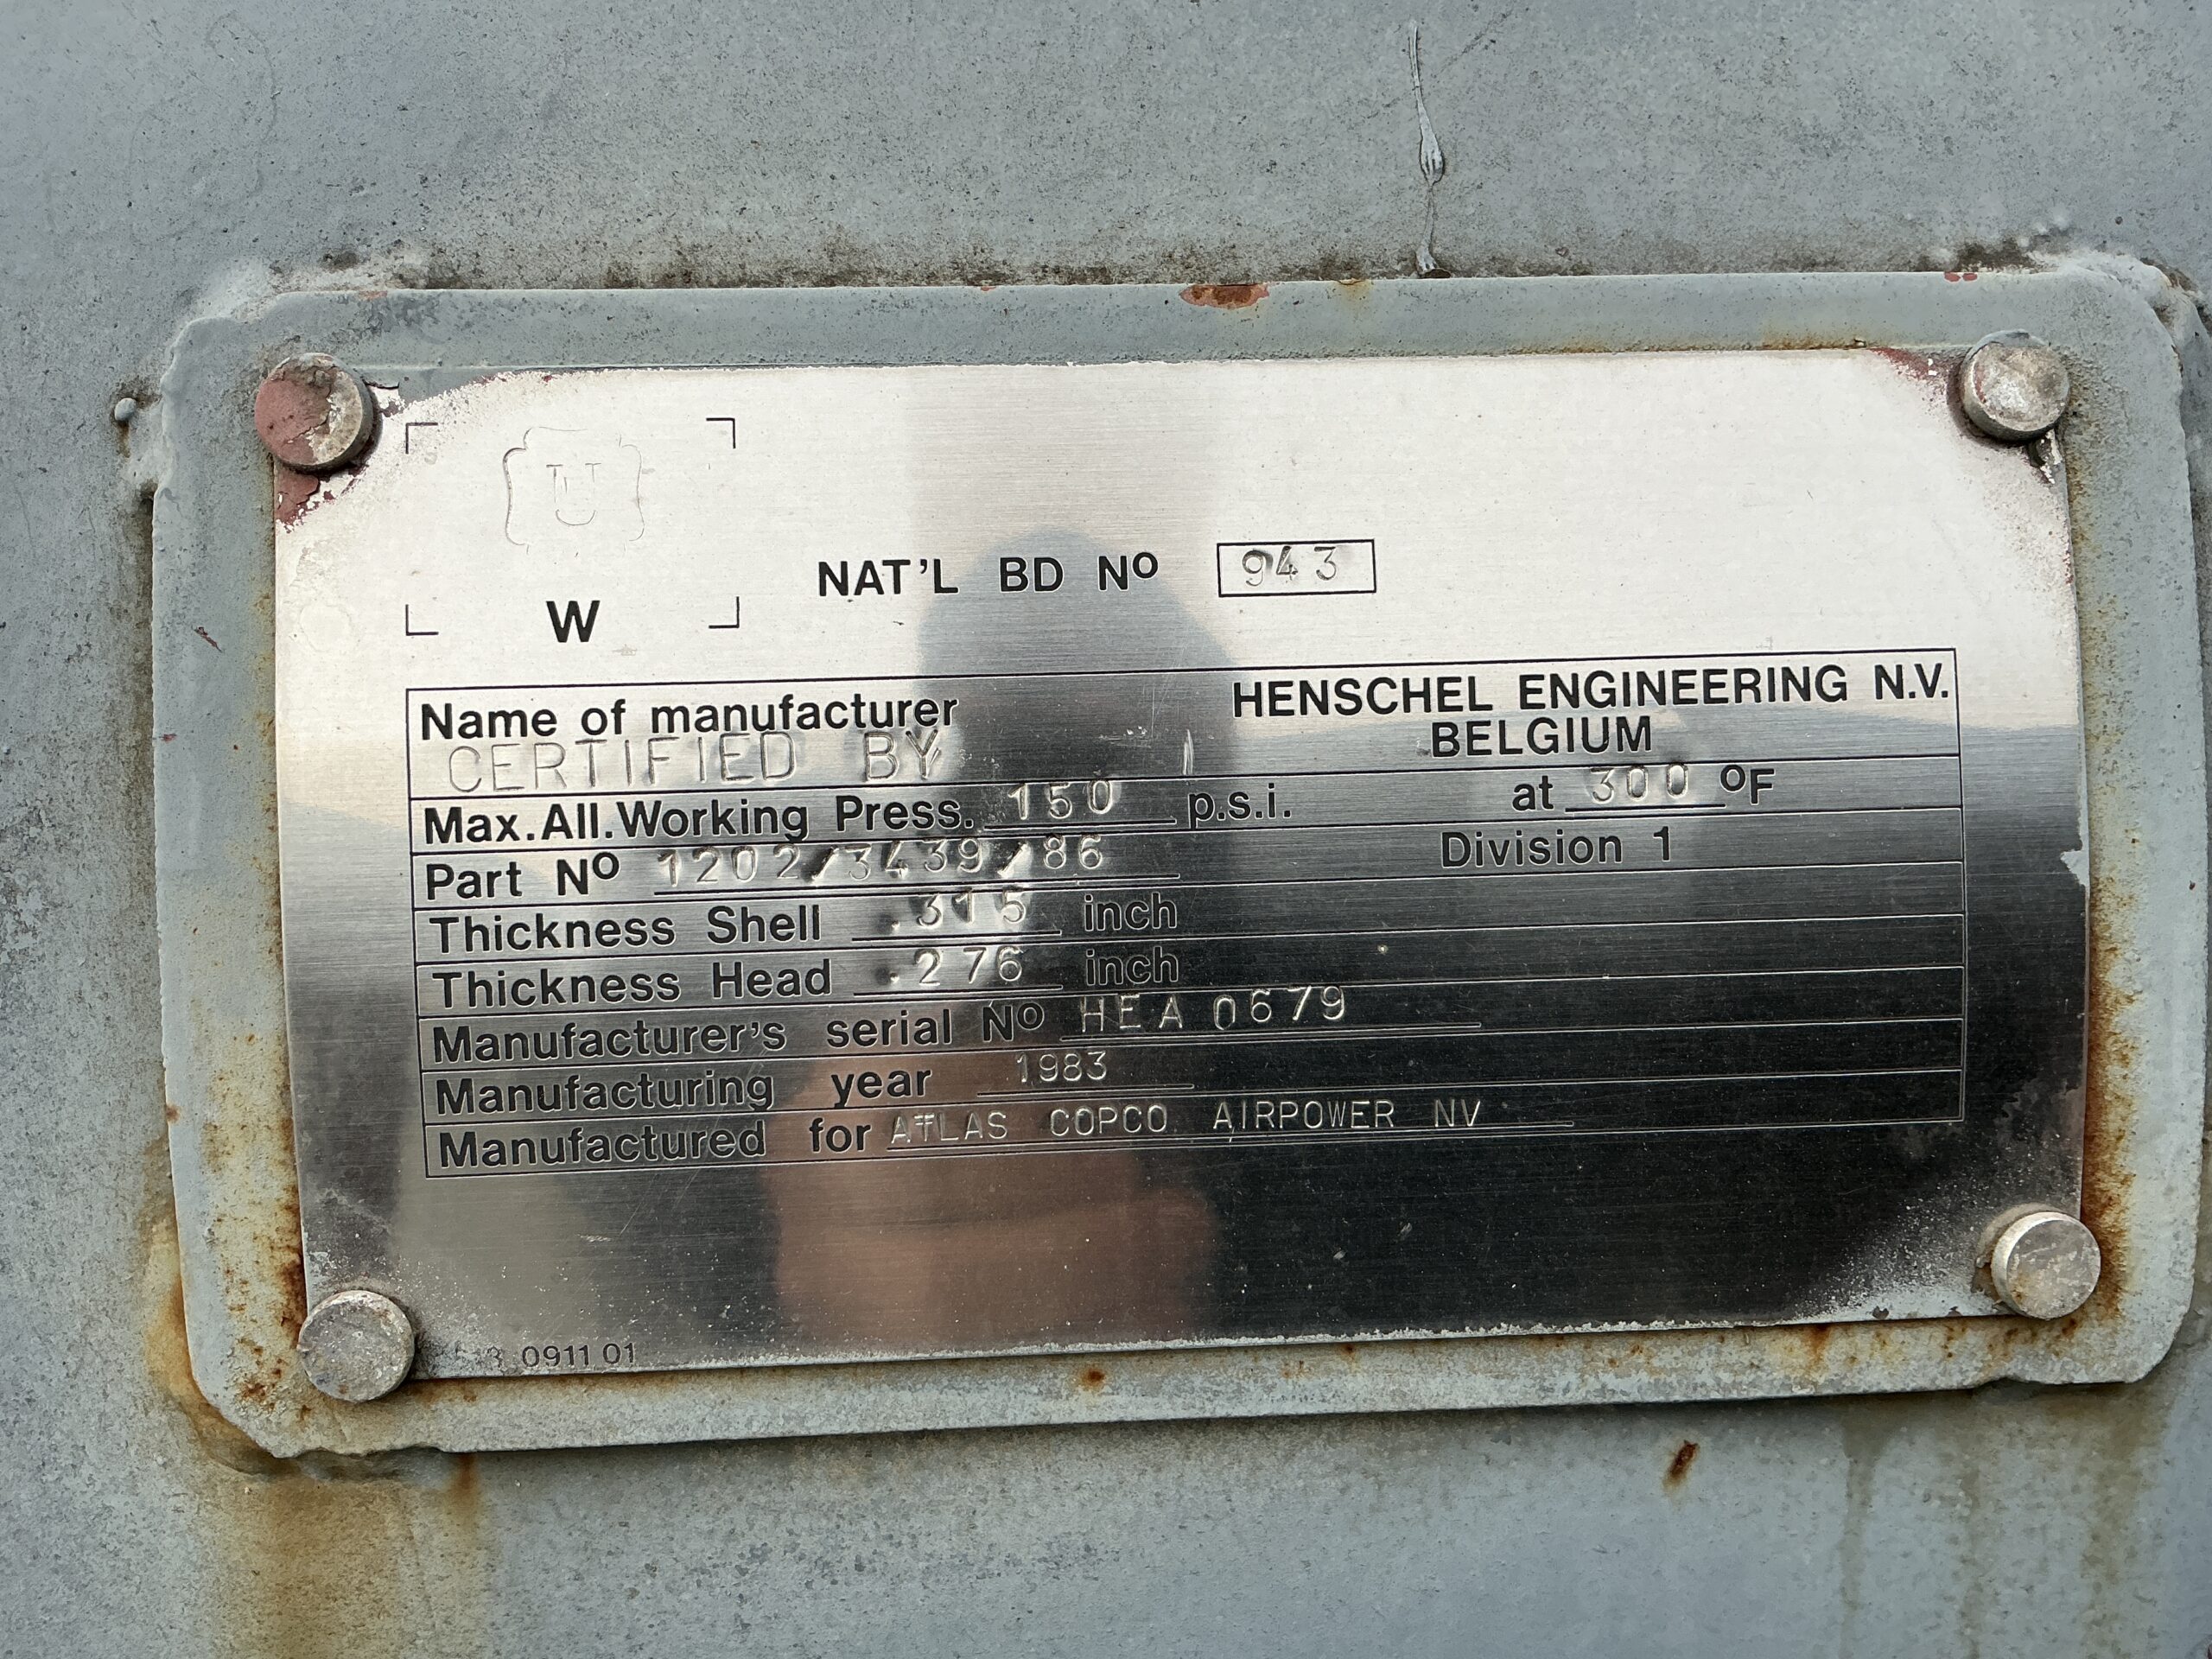 U
W
NAT'L BD Nº 943
Name of manufacturer HENSCHEL ENGINEERING N.V.
CERTIFIED BY BELGIUM
Max.All.Working Press. 150 p.s.i. at 300 ºF
Part Nº 1202/3439/86 Division 1
Thickness Shell .315 inch
Thickness Head .276 inch
Manufacturer's serial Nº HEA 0679
Manufacturing year 1983
Manufactured for ATLAS COPCO AIRPOWER NV
0911 01